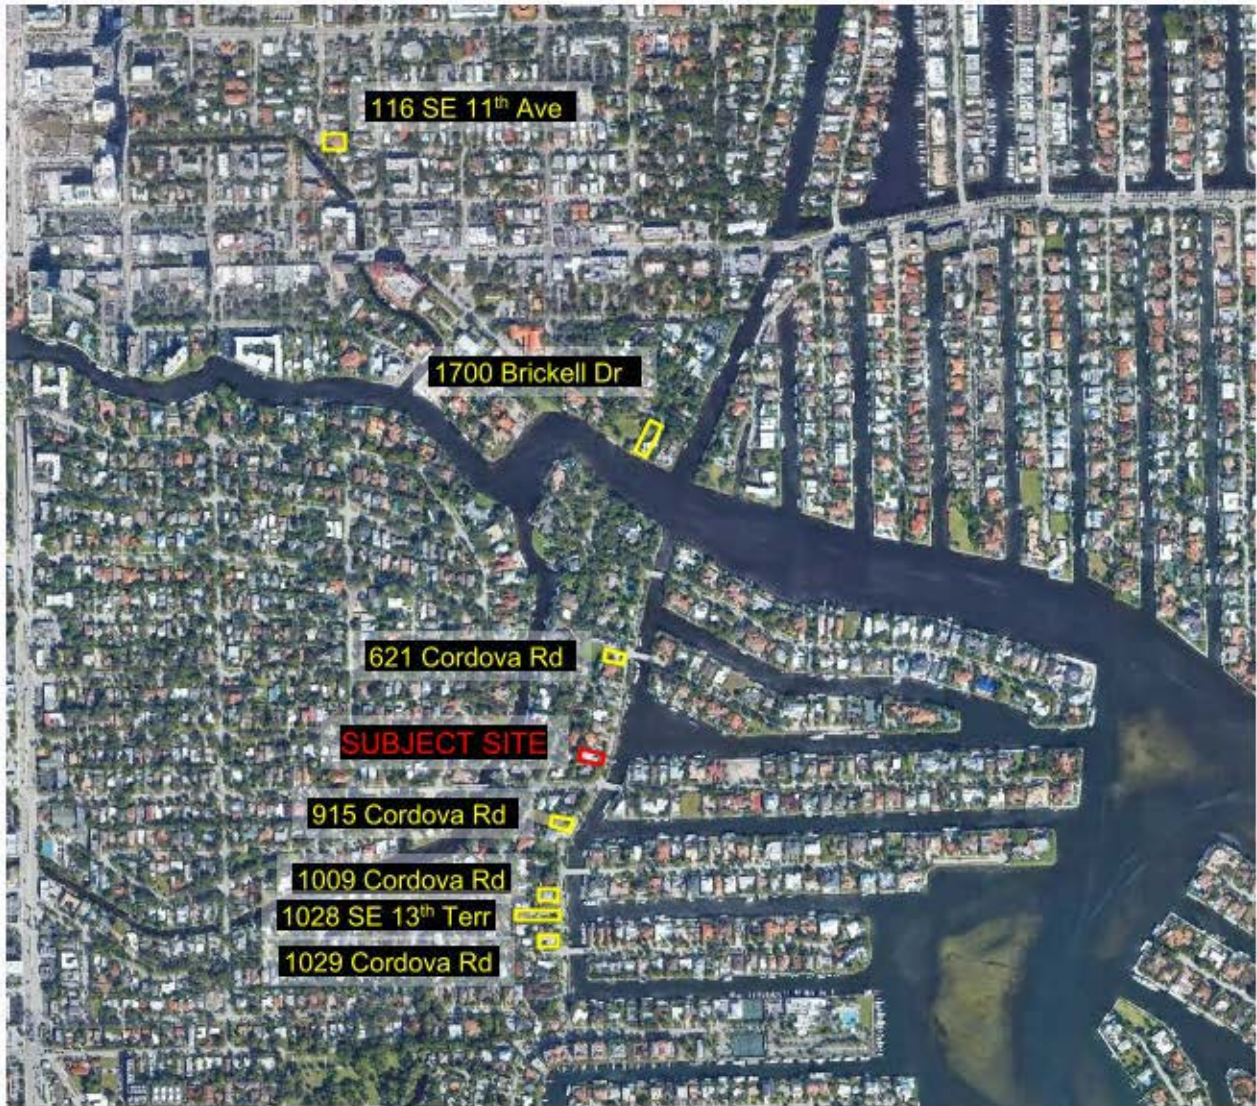 116 SE 11th Ave
1700 Brickell Dr
621 Cordova Rd
SUBJECT SITE
915 Cordova Rd
1009 Cordova Rd
1028 SE 13th Terr
1029 Cordova Rd